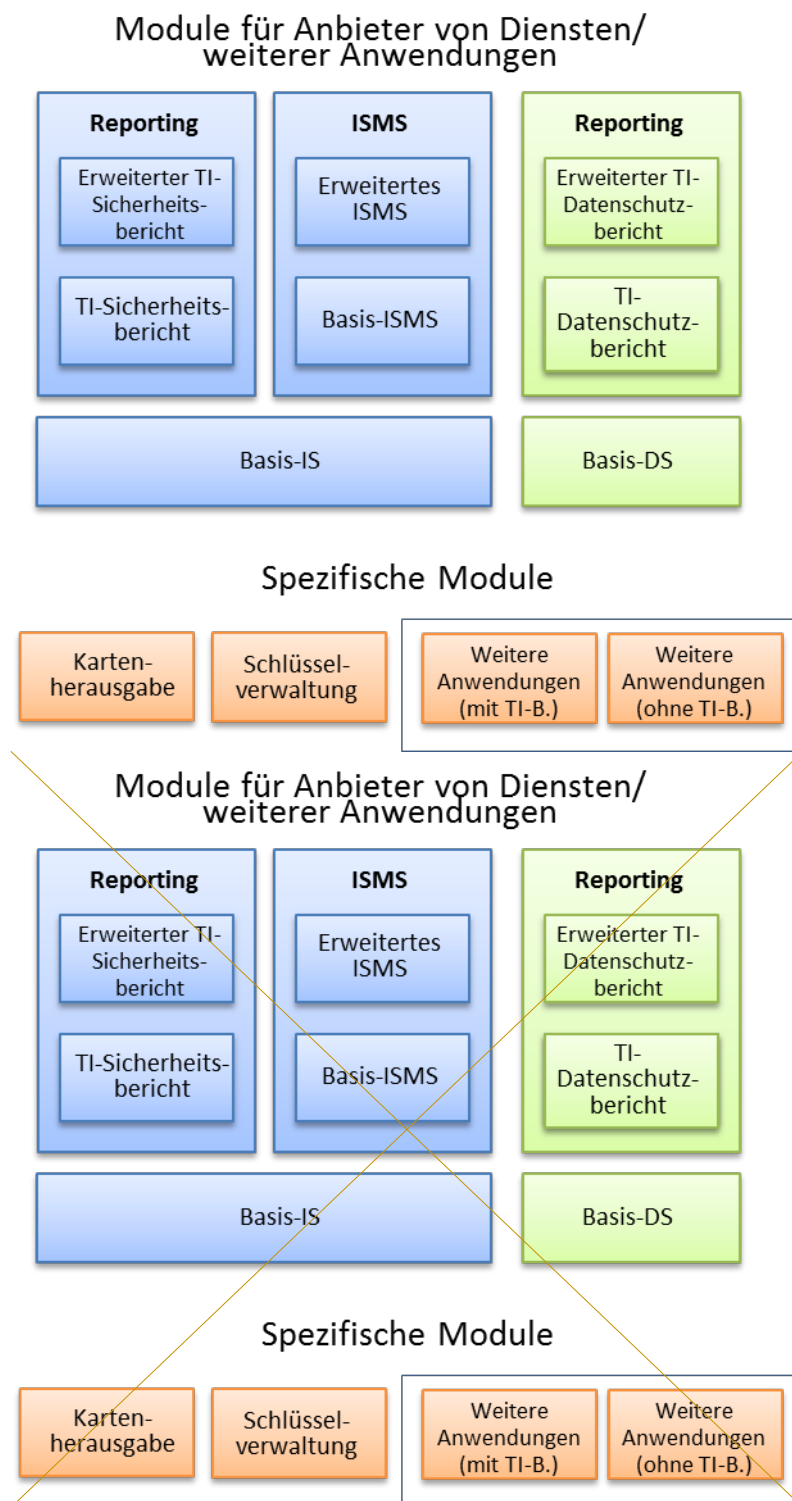 Module für Anbieter von Diensten/
weiterer Anwendungen
Reporting
Erweiterter TI-
Sicherheits-
bericht
TI-Sicherheits-
bericht
ISMS
Erweitertes
ISMS
Basis-ISMS
Reporting
Erweiterter TI-
Datenschutz-
bericht
TI-
Datenschutz-
bericht
Basis-IS
Basis-DS
Spezifische Module
Karten-
herausgabe
Schlüssel-
verwaltung
Weitere
Anwendungen
(mit TI-B.)
Weitere
Anwendungen
(ohne TI-B.)
Module für Anbieter von Diensten/
weiterer Anwendungen
Reporting
Erweiterter TI-
Sicherheits-
bericht
TI-Sicherheits-
bericht
ISMS
Erweitertes
ISMS
Basis-ISMS
Reporting
Erweiterter TI-
Datenschutz-
bericht
TI-
Datenschutz-
bericht
Basis-IS
Basis-DS
Spezifische Module
Karten-
herausgabe
Schlüssel-
verwaltung
Weitere
Anwendungen
(mit TI-B.)
Weitere
Anwendungen
(ohne TI-B.)